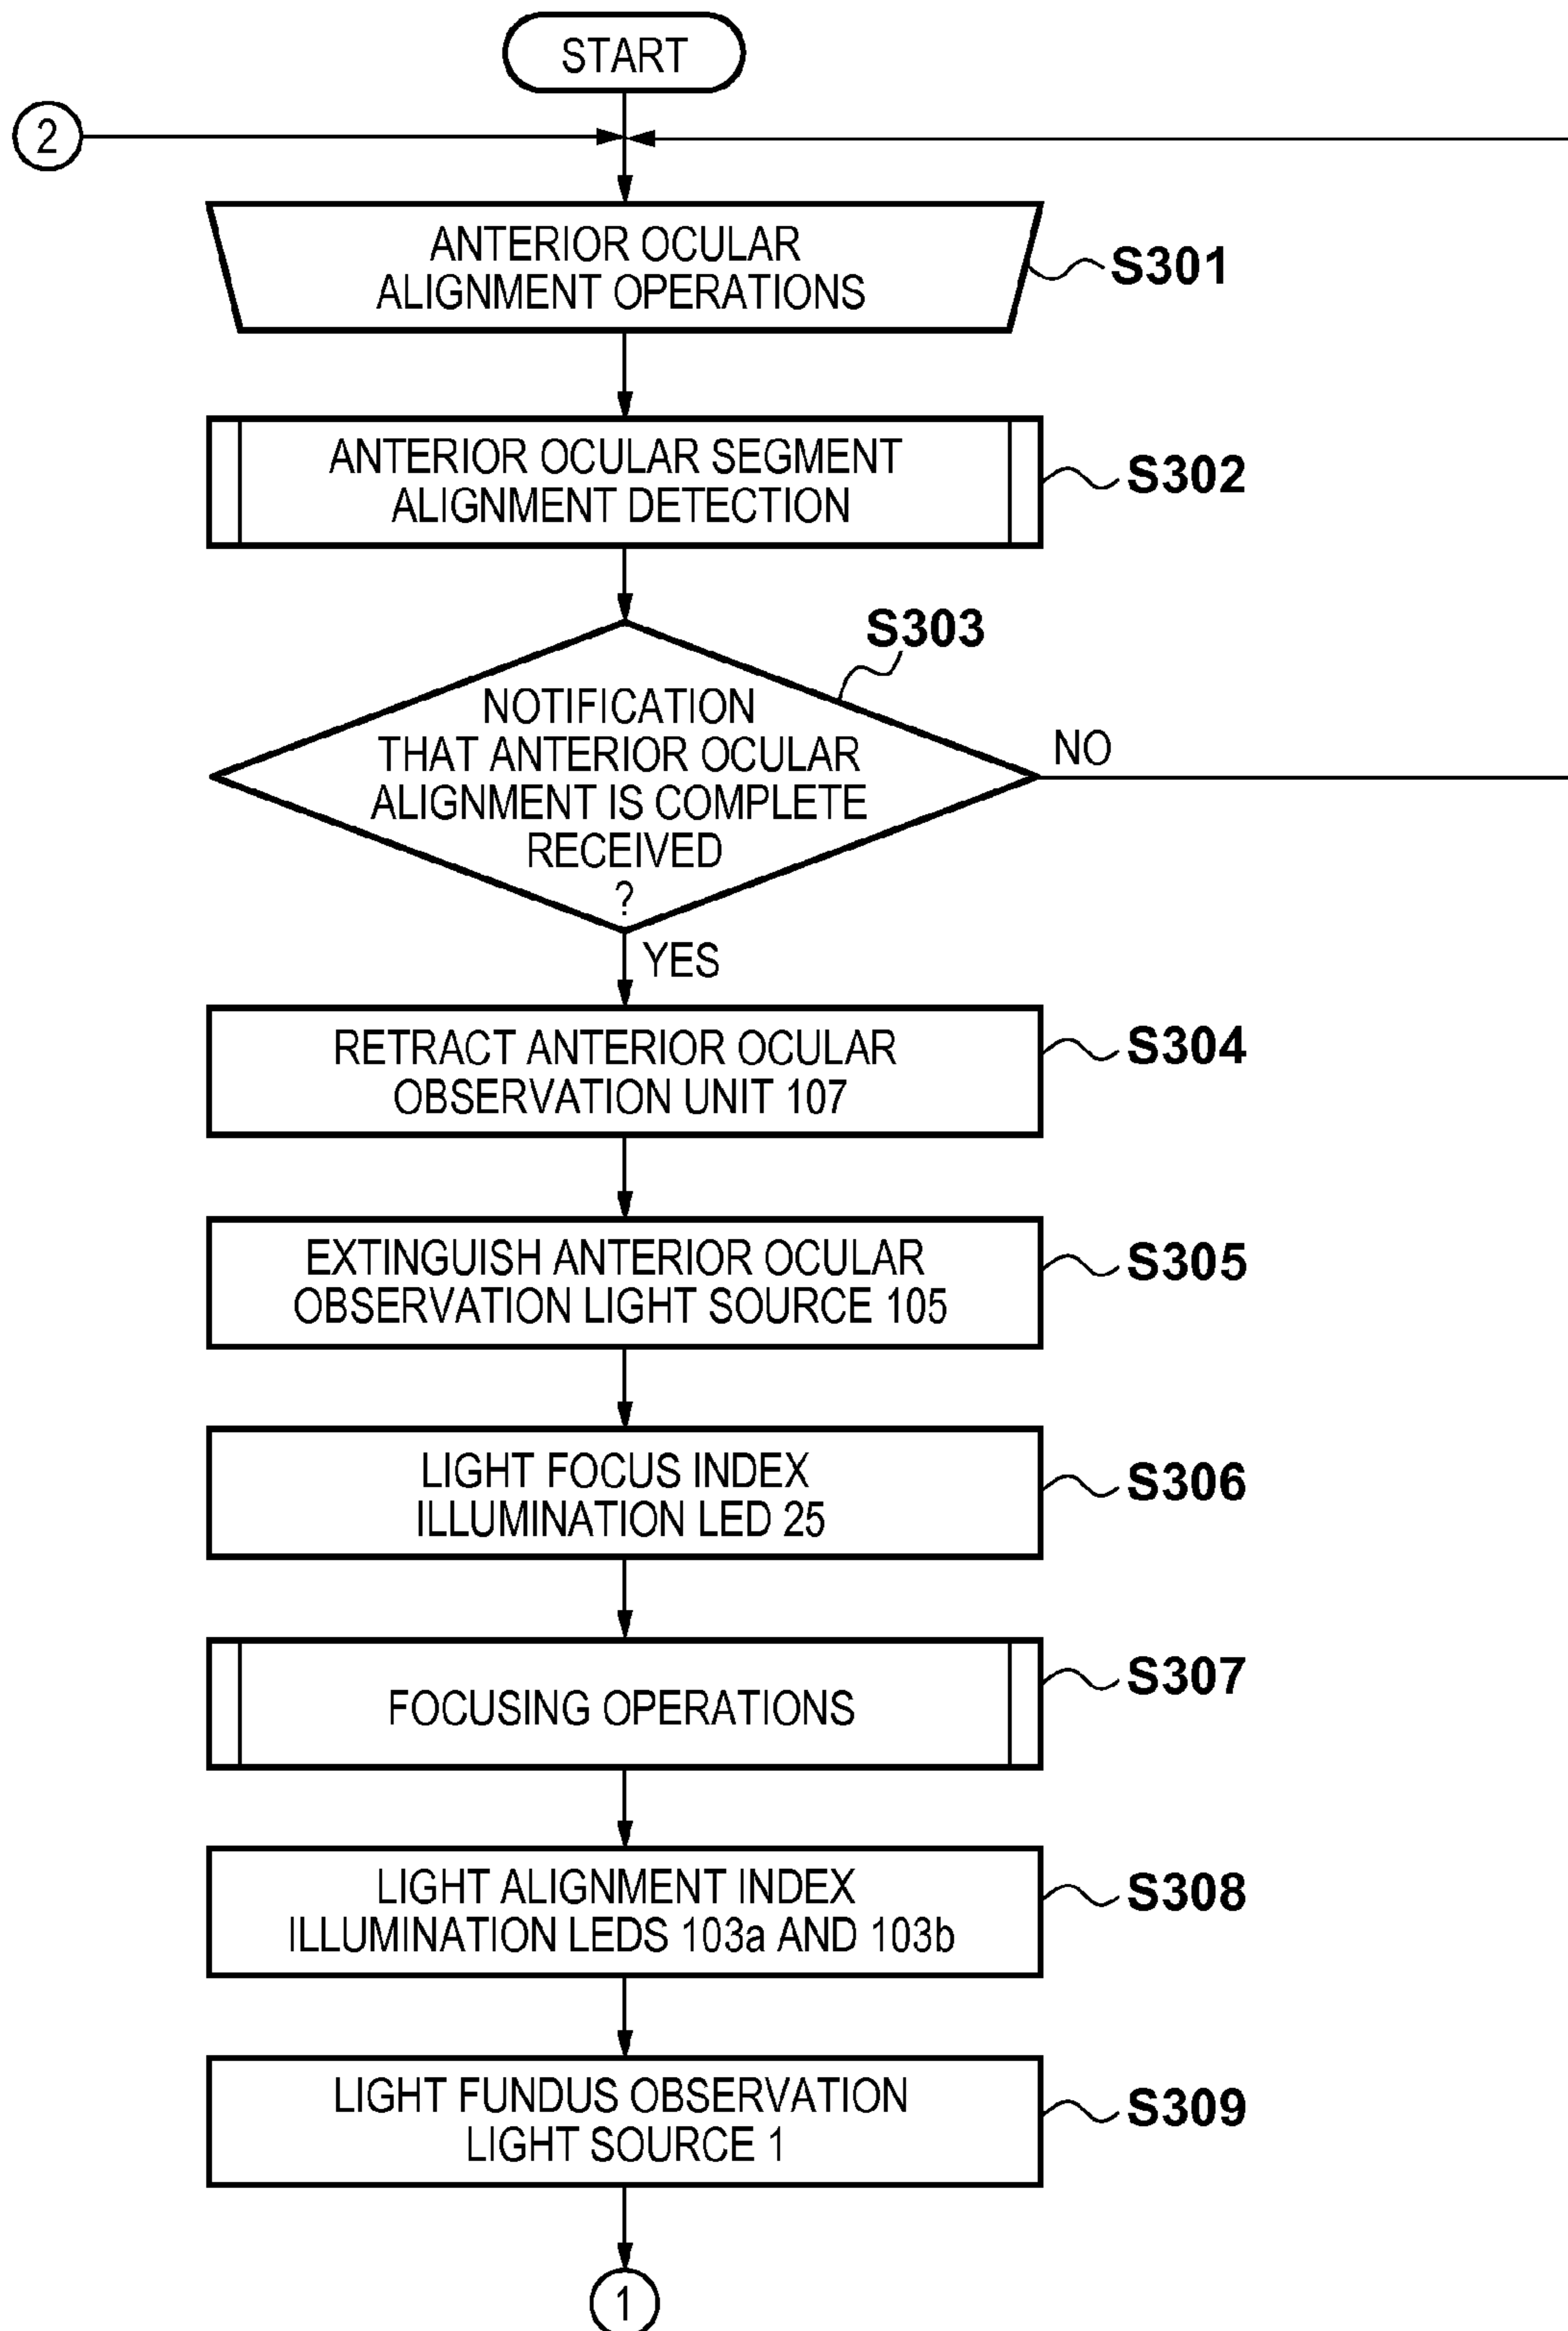 START
2
ANTERIOR OCULAR
ALIGNMENT OPERATIONS
S301
ANTERIOR OCULAR SEGMENT
ALIGNMENT DETECTION
S302
S303
NOTIFICATION
THAT ANTERIOR OCULAR
ALIGNMENT IS COMPLETE
RECEIVED
?
NO
YES
RETRACT ANTERIOR OCULAR
OBSERVATION UNIT 107
S304
EXTINGUISH ANTERIOR OCULAR
OBSERVATION LIGHT SOURCE 105
S305
LIGHT FOCUS INDEX
ILLUMINATION LED 25
S306
FOCUSING OPERATIONS
S307
LIGHT ALIGNMENT INDEX
ILLUMINATION LEDS 103a AND 103b
S308
LIGHT FUNDUS OBSERVATION
LIGHT SOURCE 1
S309
1